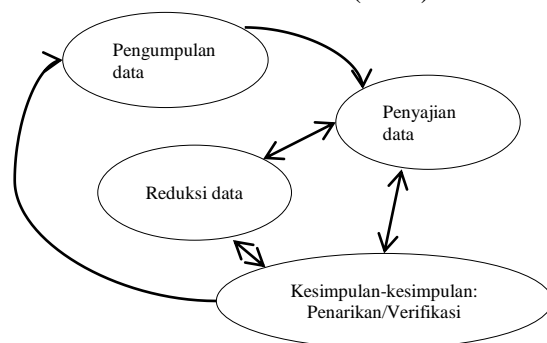 Pengumpulan
data
Penyajian
data
Reduksi data
Kesimpulan-kesimpulan:
Penarikan/Verifikasi